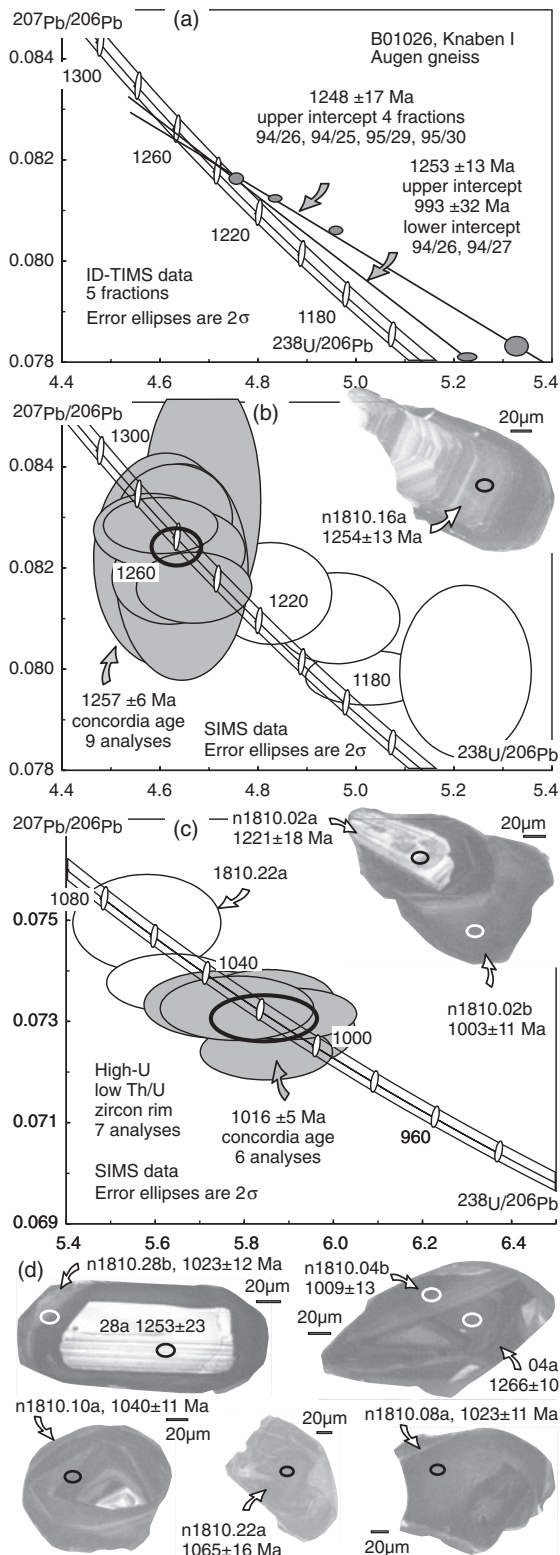 207Pb/206Pb
(a)
B01026, Knaben I
Augen gneiss
0.084
1300
1248 ±17 Ma
upper intercept 4 fractions
94/26, 94/25, 95/29, 95/30
0.082
1260
1253 ±13 Ma
upper intercept
993 ±32 Ma
lower intercept
94/26, 94/27
1220
0.080
ID-TIMS data
5 fractions
Error ellipses are 2σ
1180
238U/206Pb
0.078
4.4 4.6 4.8 5.0 5.2 5.4
207Pb/206Pb
(b)
20μm
1300
0.084
n1810.16a
1254±13 Ma
0.082
1260
1220
0.080
1180
1257 ±6 Ma
concordia age
9 analyses
SIMS data
Error ellipses are 2σ
238U/206Pb
0.078
4.4 4.6 4.8 5.0 5.2 5.4
207Pb/206Pb
(c)
n1810.02a
1221±18 Ma
20μm
1810.22a
1080
0.075
1040
n1810.02b
1003±11 Ma
0.073
1000
High-U
low Th/U
zircon rim
7 analyses
1016 ±5 Ma
concordia age
6 analyses
960
0.071
SIMS data
Error ellipses are 2σ
238U/206Pb
0.069
5.4 5.6 5.8 6.0 6.2 6.4
(d)
n1810.28b, 1023±12 Ma
20μm
28a 1253±23
n1810.04b
1009±13
20μm
04a
1266±10
n1810.10a, 1040±11 Ma
20μm
20μm
n1810.22a
1065±16 Ma
n1810.08a, 1023±11 Ma
20μm